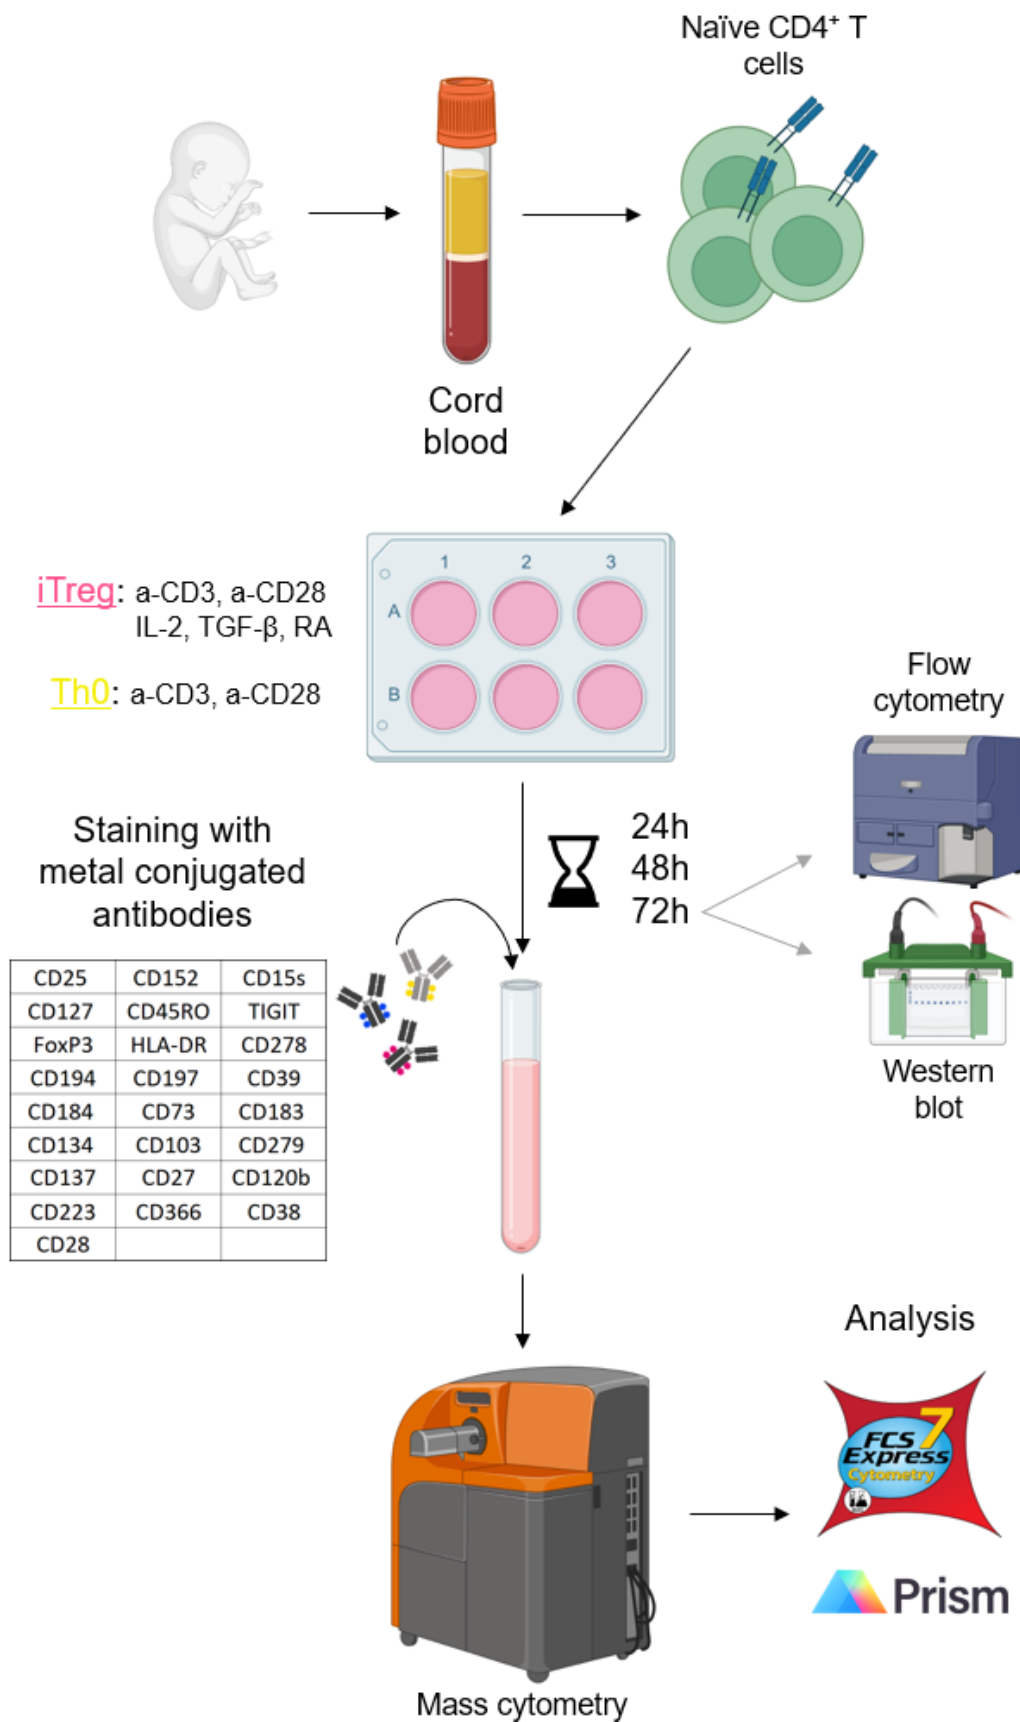 Naïve CD4⁺ T
cells
Cord
blood
1 2 3
A
B
iTreg: a-CD3, a-CD28
IL-2, TGF-β, RA
Th0: a-CD3, a-CD28
Flow
cytometry
24h
48h
72h
Western
blot
Staining with
metal conjugated
antibodies
CD25 CD152 CD15s
CD127 CD45RO TIGIT
FoxP3 HLA-DR CD278
CD194 CD197 CD39
CD184 CD73 CD183
CD134 CD103 CD279
CD137 CD27 CD120b
CD223 CD366 CD38
CD28
Mass cytometry
Analysis
FCS 7
Express
Cytometry
Prism